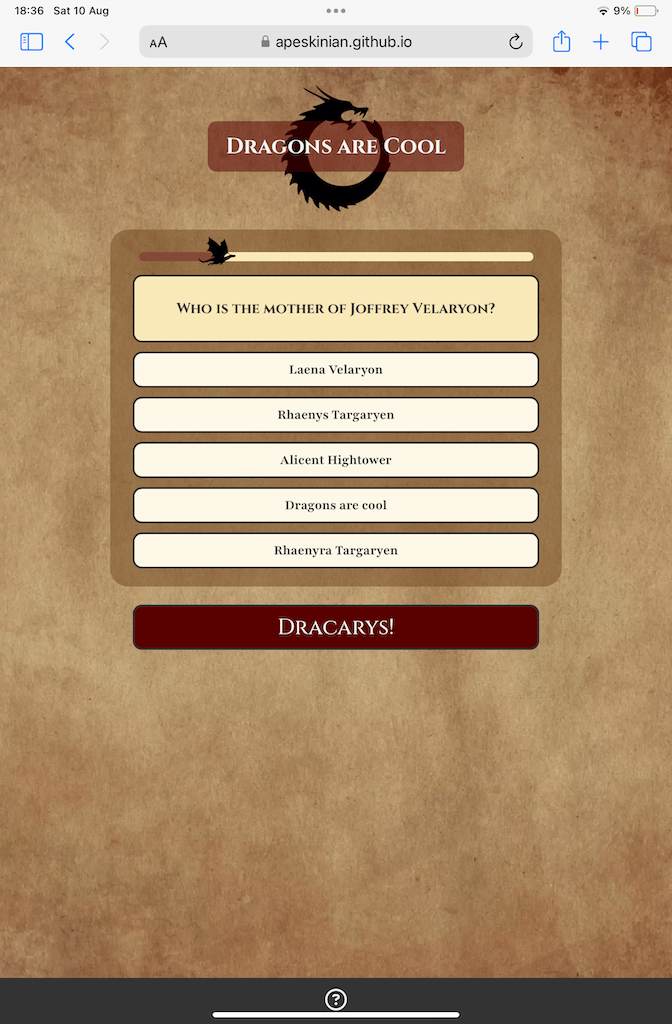 18:36 Sat 10 Aug
9%
AA
apeskinian.github.io
Dragons are Cool
Who is the mother of Joffrey Velaryon?
Laena Velaryon
Rhaenys Targaryen
Alicent Hightower
Dragons are cool
Rhaenyra Targaryen
Dracarys!
?